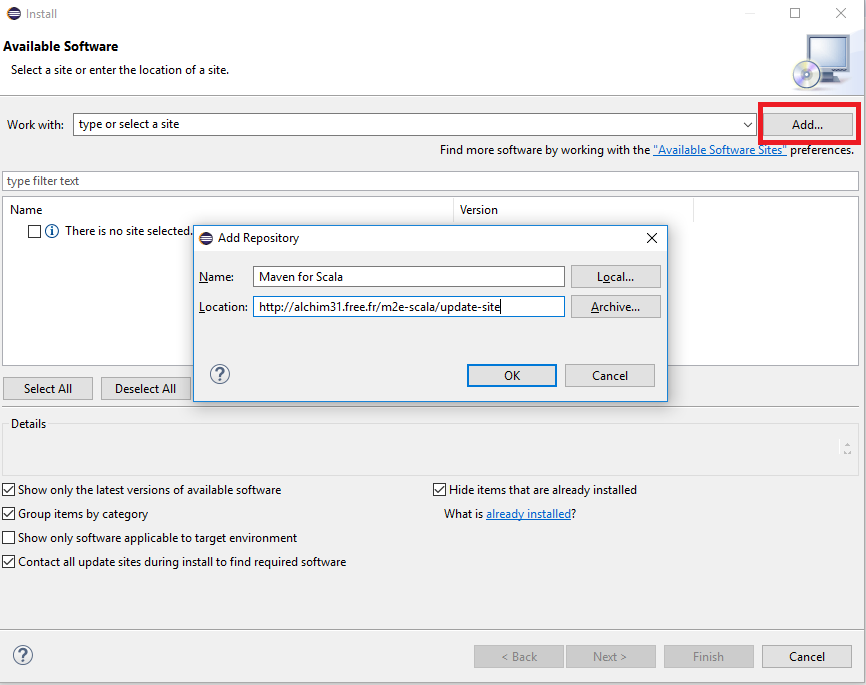 Install
Available Software
Select a site or enter the location of a site.
Work with: type or select a site Add...
Find more software by working with the "Available Software Sites" preferences.
type filter text
Name Version
There is no site selected.
Add Repository
Name: Maven for Scala Local...
Location: http://alchim31.free.fr/m2e-scala/update-site Archive...
OK Cancel
Select All Deselect All
Details
Show only the latest versions of available software Hide items that are already installed
Group items by category What is already installed?
Show only software applicable to target environment
Contact all update sites during install to find required software
< Back Next > Finish Cancel